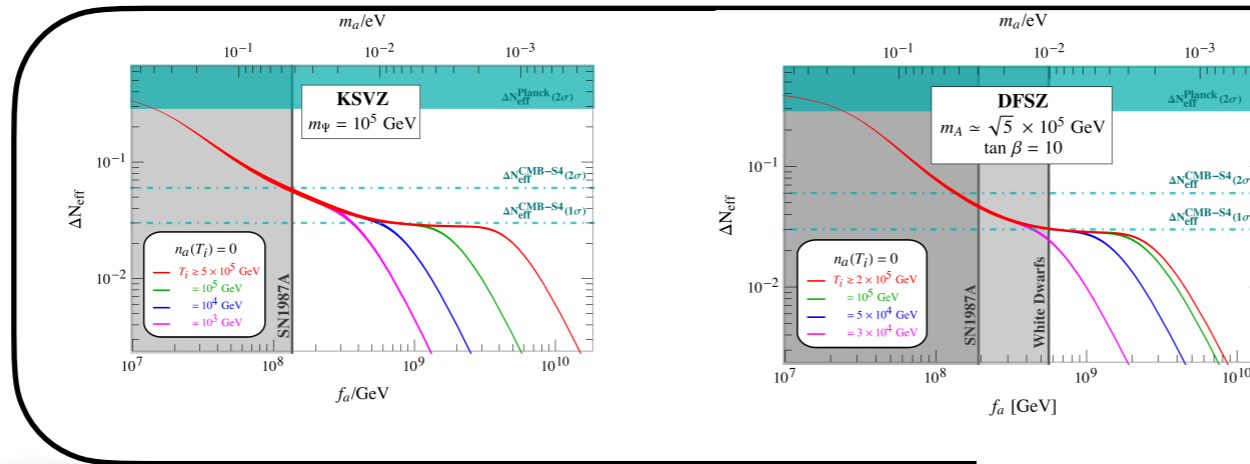 m_a/eV
10^{-1} 10^{-2} 10^{-3}
ΔN_eff^Planck (2σ)
KSVZ
m_Ψ = 10^5 GeV
10^{-1}
ΔN_eff^CMB−S4 (2σ)
ΔN_eff
ΔN_eff^CMB−S4 (1σ)
n_a(T_i) = 0
T_i ≳ 5 × 10^5 GeV
= 10^5 GeV
= 10^4 GeV
= 10^3 GeV
10^{-2}
SN1987A
10^7 10^8 10^9 10^{10}
f_a/GeV
m_a/eV
10^{-1} 10^{-2} 10^{-3}
ΔN_eff^Planck (2σ)
DFSZ
m_A ≃ √5 × 10^5 GeV
tan β = 10
10^{-1}
ΔN_eff^CMB−S4 (2σ)
ΔN_eff
ΔN_eff^CMB−S4 (1σ)
n_a(T_i) = 0
T_i ≳ 2 × 10^5 GeV
= 10^5 GeV
= 5 × 10^4 GeV
= 3 × 10^4 GeV
10^{-2}
SN1987A
White Dwarfs
10^7 10^8 10^9 10^{10}
f_a [GeV]